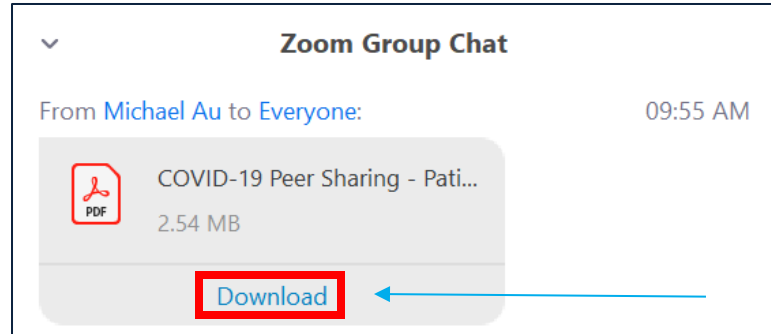 Zoom Group Chat
From Michael Au to Everyone: 09:55 AM
COVID-19 Peer Sharing - Pati...
PDF
2.54 MB
Download